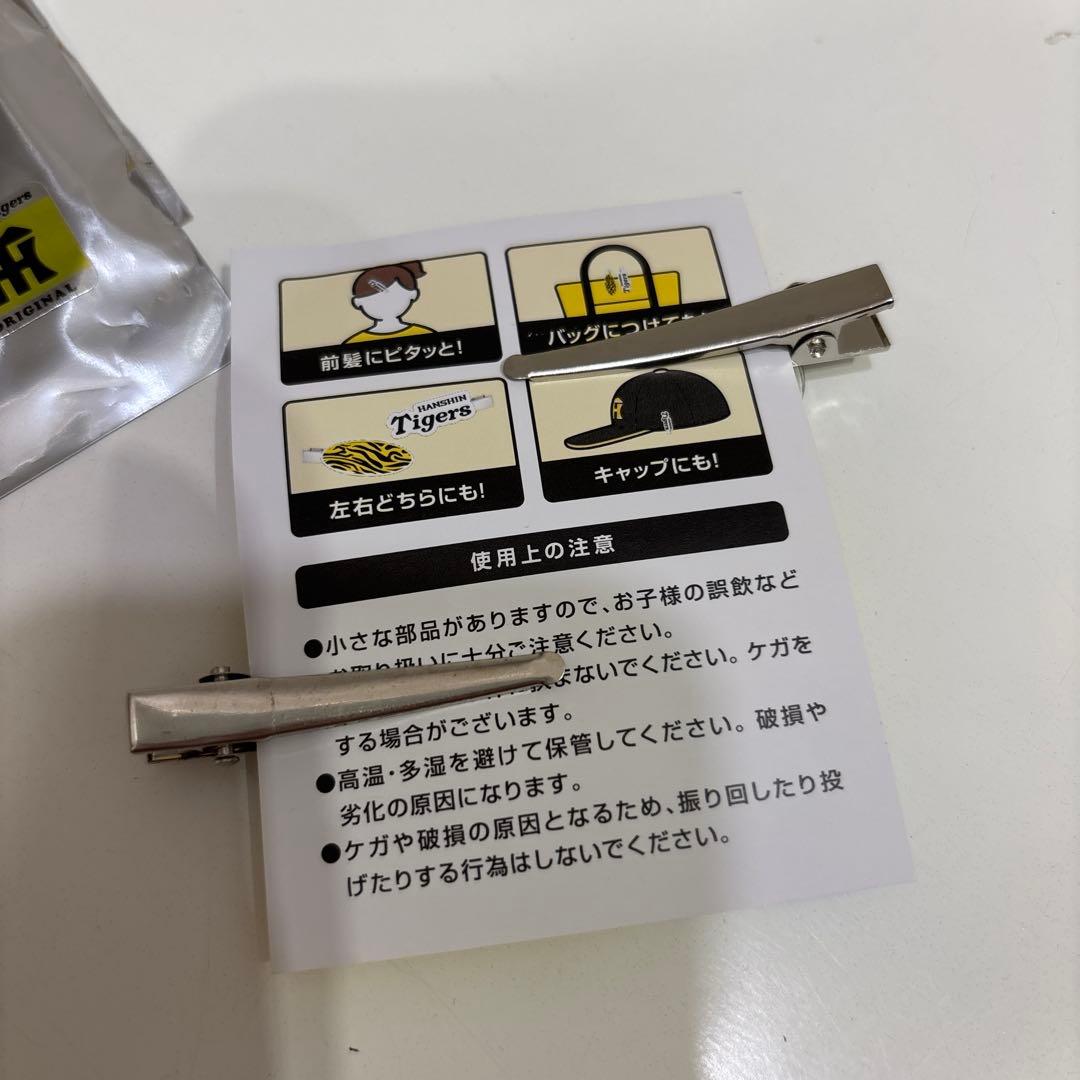 gers
ORIGINAL
前髪にピタッと!
バッグにつけて
Tigers
HANSHIN
Tigers
左右どちらにも!
キャップにも!
使用上の注意
●小さな部品がありますので、お子様の誤飲など
お取り扱いに十分ご注意ください。
まないでください。ケガを
する場合がございます。
●高温・多湿を避けて保管してください。破損や
劣化の原因になります。
●ケガや破損の原因となるため、振り回したり投
げたりする行為はしないでください。